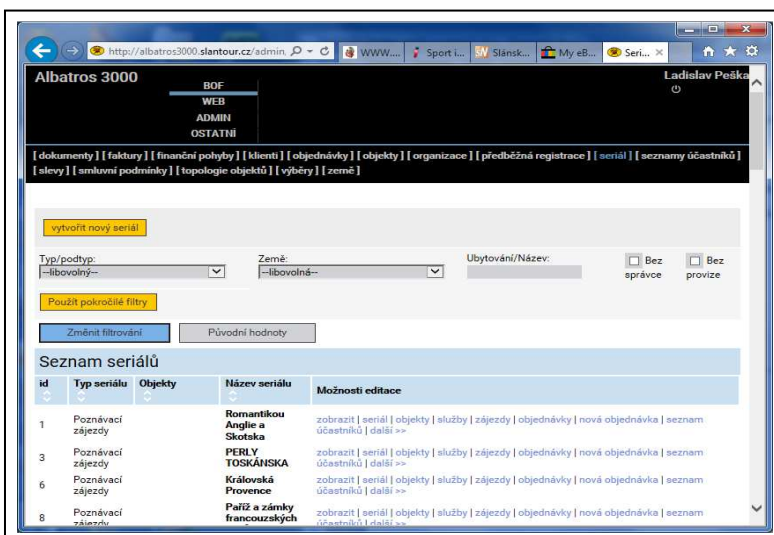 http://albatros3000.slantour.cz/admin, WWW.... Sport i... Slánsk... My eB... Seri...
Albatros 3000
Ladislav Peška
BOF
WEB
ADMIN
OSTATNÍ
[ dokumenty ] [ faktury ] [ finanční pohyby ] [ klienti ] [ objednávky ] [ objekty ] [ organizace ] [ předběžná registrace ] [ seriál ] [ seznamy účastníků ]
[ slevy ] [ smluvní podmínky ] [ topologie objektů ] [ výběry ] [ země ]
vytvořit nový seriál
Typ/podtyp: Země: Ubytování/Název: Bez správce Bez provize
--libovolný-- --libovolná--
Použít pokročilé filtry
Změnit filtrování Původní hodnoty
Seznam seriálů
id Typ seriálu Objekty Název seriálu Možnosti editace
1 Poznávací zájezdy Romantikou Anglie a Skotska zobrazit | seriál | objekty | služby | zájezdy | objednávky | nová objednávka | seznam účastníků | další >>
3 Poznávací zájezdy PERLY TOSKÁNSKA zobrazit | seriál | objekty | služby | zájezdy | objednávky | nová objednávka | seznam účastníků | další >>
6 Poznávací zájezdy Královská Provence zobrazit | seriál | objekty | služby | zájezdy | objednávky | nová objednávka | seznam účastníků | další >>
8 Poznávací zájezdy Paříž a zámky francouzských zobrazit | seriál | objekty | služby | zájezdy | objednávky | nová objednávka | seznam účastníků | další >>